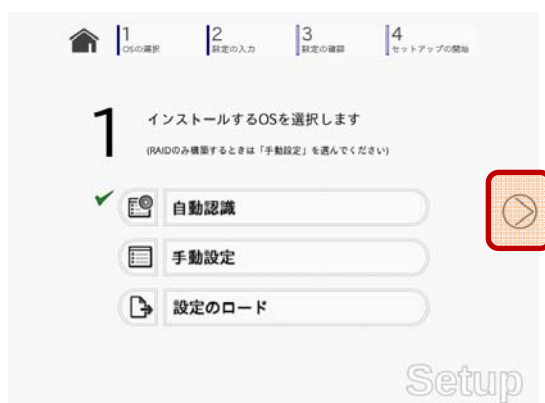 1
OSの選択
2
設定の入力
3
設定の確認
4
セットアップの開始
1
インストールするOSを選択します
(RAIDのみ構築するときは「手動設定」を選んでください)
自動認識
手動設定
設定のロード
Setup